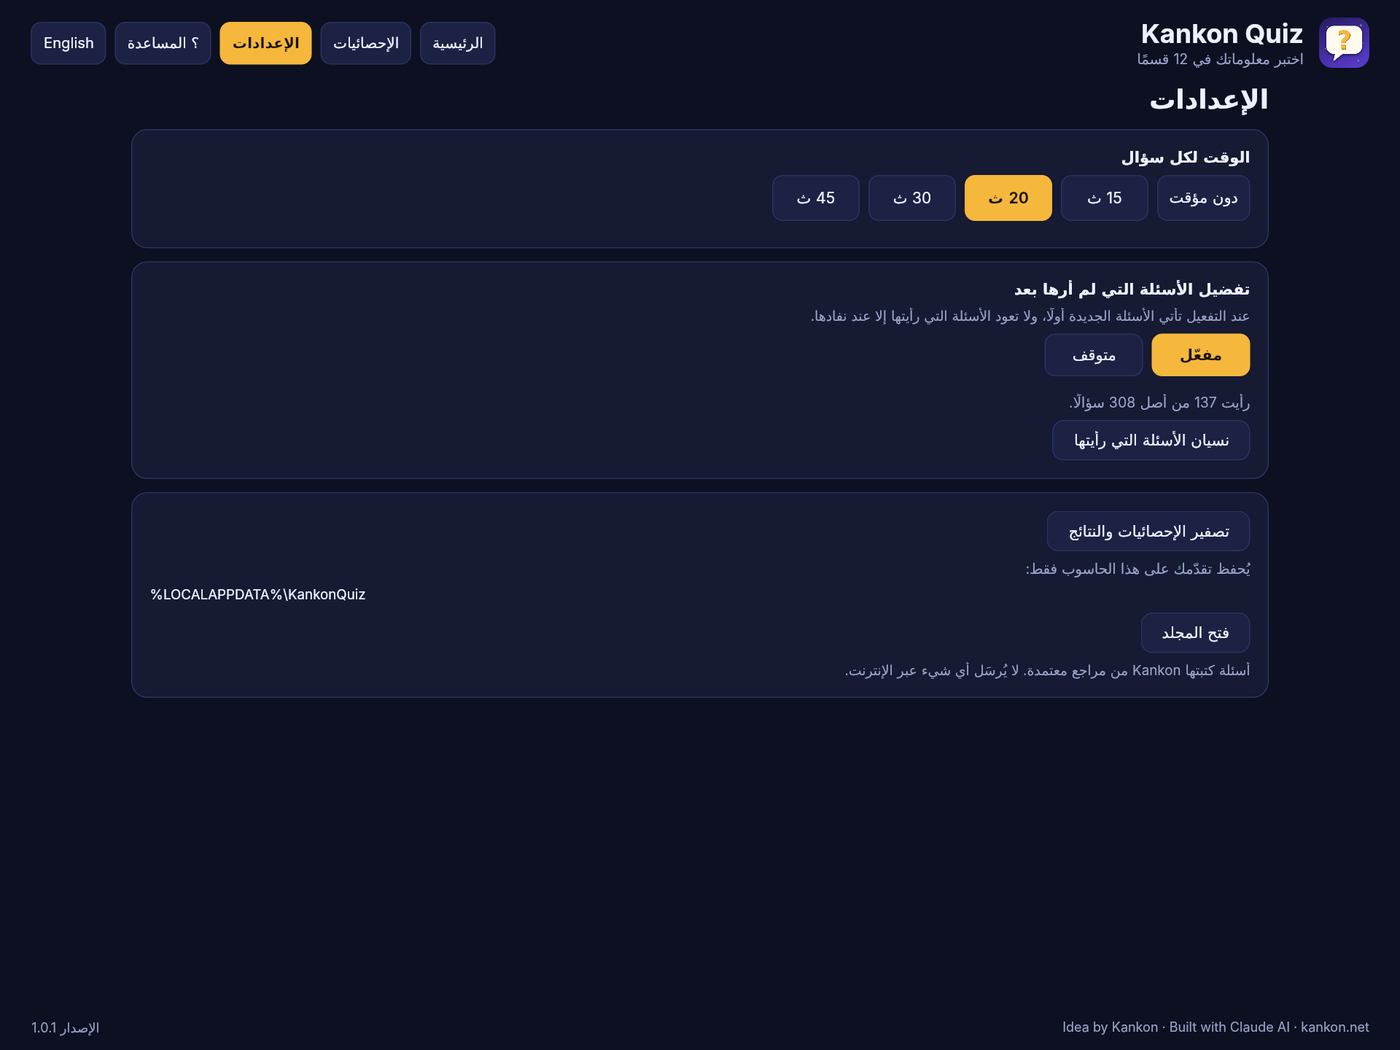 Kankon Quiz
اختبر معلوماتك في 12 قسمًا
الرئيسية
الإحصائيات
الإعدادات
؟ المساعدة
English
الإعدادات
الوقت لكل سؤال
دون مؤقت
15 ث
20 ث
30 ث
45 ث
تفضيل الأسئلة التي لم أرها بعد
عند التفعيل تأتي الأسئلة الجديدة أولًا، ولا تعود الأسئلة التي رأيتها إلا عند نفادها.
مفعّل
متوقف
رأيت 137 من أصل 308 سؤالًا.
نسيان الأسئلة التي رأيتها
تصفير الإحصائيات والنتائج
يُحفظ تقدّمك على هذا الحاسوب فقط:
%LOCALAPPDATA%\KankonQuiz
فتح المجلد
أسئلة كتبتها Kankon من مراجع معتمدة. لا يُرسَل أي شيء عبر الإنترنت.
Idea by Kankon · Built with Claude AI · kankon.net
الإصدار 1.0.1